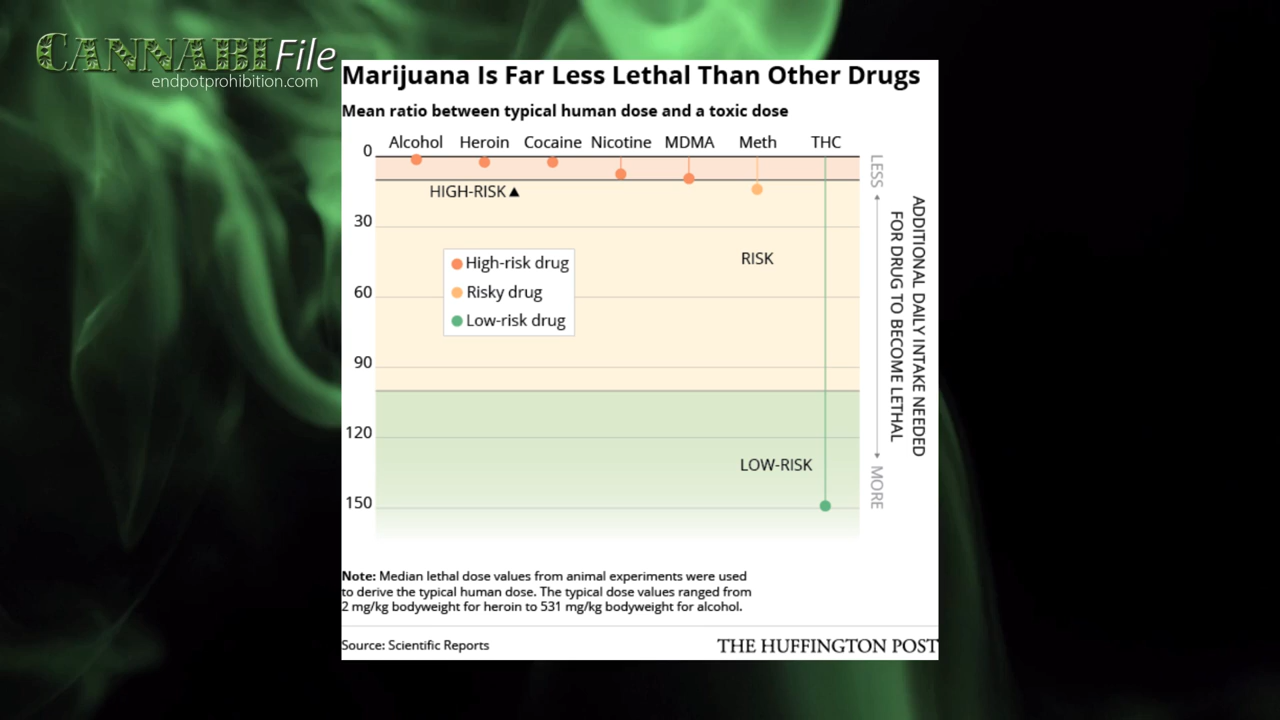 CANNABIFile
endpotprohibition.com
Marijuana Is Far Less Lethal Than Other Drugs
Mean ratio between typical human dose and a toxic dose
Alcohol Heroin Cocaine Nicotine MDMA Meth THC
0
HIGH-RISK ▲
30
RISK
High-risk drug
Risky drug
Low-risk drug
60
90
120
LOW-RISK
150
LESS
MORE
ADDITIONAL DAILY INTAKE NEEDED
FOR DRUG TO BECOME LETHAL
Note: Median lethal dose values from animal experiments were used
to derive the typical human dose. The typical dose values ranged from
2 mg/kg bodyweight for heroin to 531 mg/kg bodyweight for alcohol.
Source: Scientific Reports
THE HUFFINGTON POST